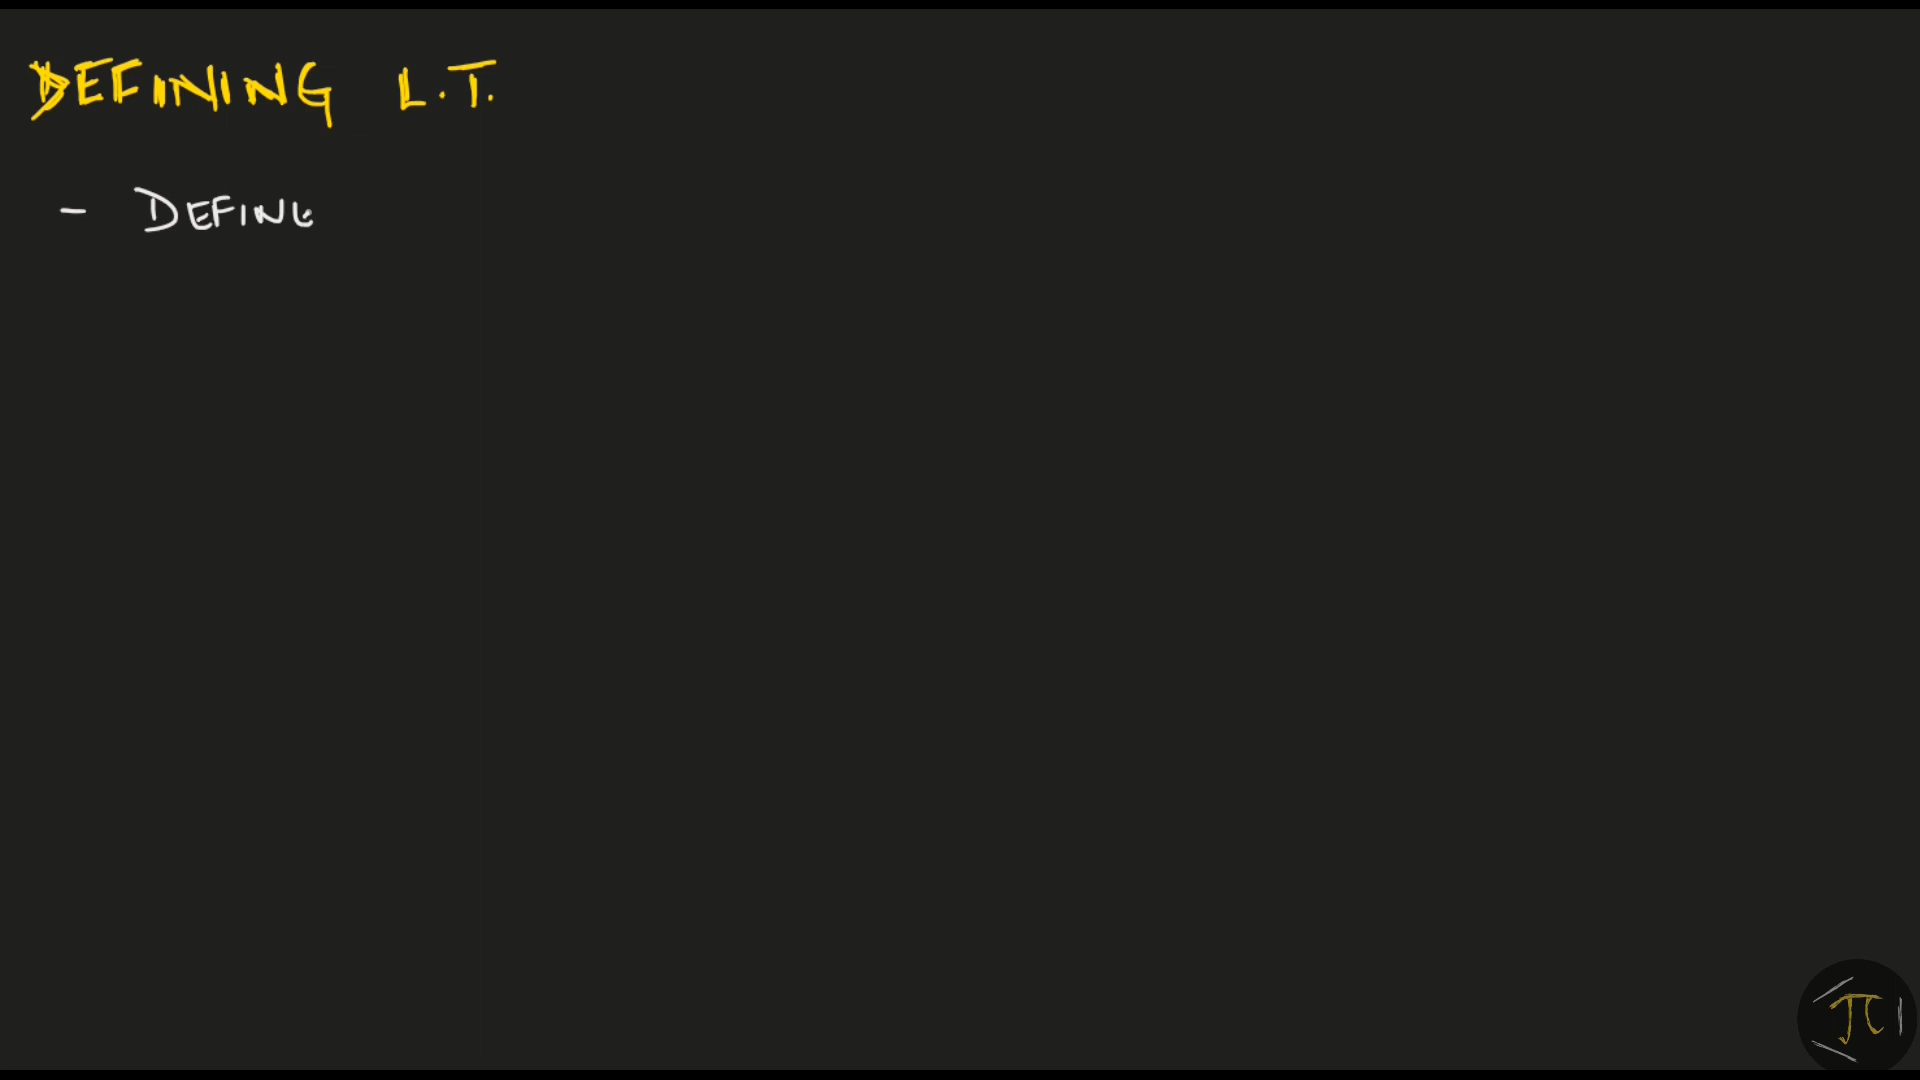 DEFINING L.T.
- DEFINE
<π|